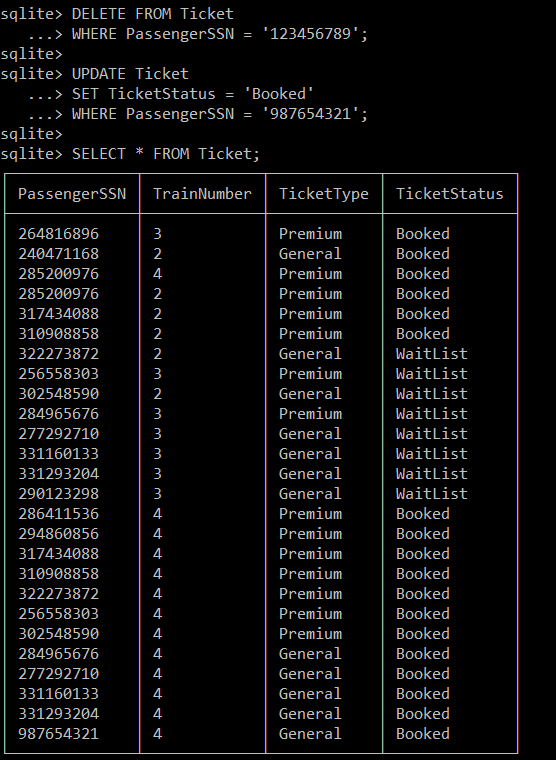 sqlite> DELETE FROM Ticket
...> WHERE PassengerSSN = '123456789';
sqlite>
sqlite> UPDATE Ticket
...> SET TicketStatus = 'Booked'
...> WHERE PassengerSSN = '987654321';
sqlite>
sqlite> SELECT * FROM Ticket;
PassengerSSN TrainNumber TicketType TicketStatus
264816896 3 Premium Booked
240471168 2 General Booked
285200976 4 Premium Booked
285200976 2 Premium Booked
317434088 2 Premium Booked
310908858 2 Premium Booked
322273872 2 General WaitList
256558303 3 Premium WaitList
302548590 2 General WaitList
284965676 3 Premium WaitList
277292710 3 General WaitList
331160133 3 General WaitList
331293204 3 General WaitList
290123298 3 General WaitList
286411536 4 Premium Booked
294860856 4 Premium Booked
317434088 4 Premium Booked
310908858 4 Premium Booked
322273872 4 Premium Booked
256558303 4 Premium Booked
302548590 4 Premium Booked
284965676 4 General Booked
277292710 4 General Booked
331160133 4 General Booked
331293204 4 General Booked
987654321 4 General Booked